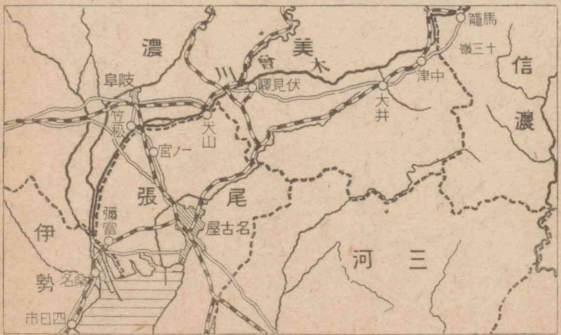 馬籠
十三嶺
中津
大井
信濃
美濃
木曾川
伏見驛
犬山
岐阜
笠松
一ノ宮
尾張
名古屋
彌富
桑名
四日市
伊勢
三河